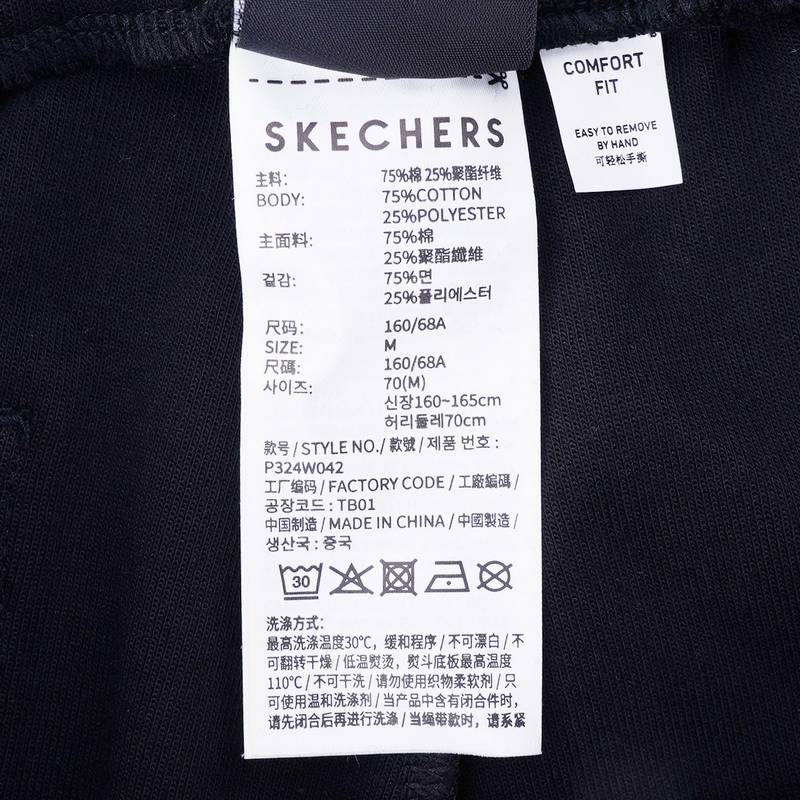 SKECHERS
主料: 75%棉 25%聚酯纤维
BODY: 75%COTTON
25%POLYESTER
主面料: 75%棉
25%聚酯纖維
겉감: 75%면
25%폴리에스터
尺码: 160/68A
SIZE: M
尺碼: 160/68A
사이즈: 70(M)
신장160~165cm
허리둘레70cm
款号 / STYLE NO./ 款號 / 제품 번호 :
P324W042
工厂编码 / FACTORY CODE / 工廠編碼 /
공장코드 : TB01
中国制造 / MADE IN CHINA / 中國製造 /
생산국 : 중국
30
洗涤方式:
最高洗涤温度30°C，缓和程序 / 不可漂白 / 不
可翻转干燥 / 低温熨烫，熨斗底板最高温度
110°C / 不可干洗 / 请勿使用织物柔软剂 / 只
可使用温和洗涤剂 / 当产品中含有闭合件时，
请先闭合后再进行洗涤 / 当绳带款时，请系紧
COMFORT
FIT
EASY TO REMOVE
BY HAND
可轻松手撕